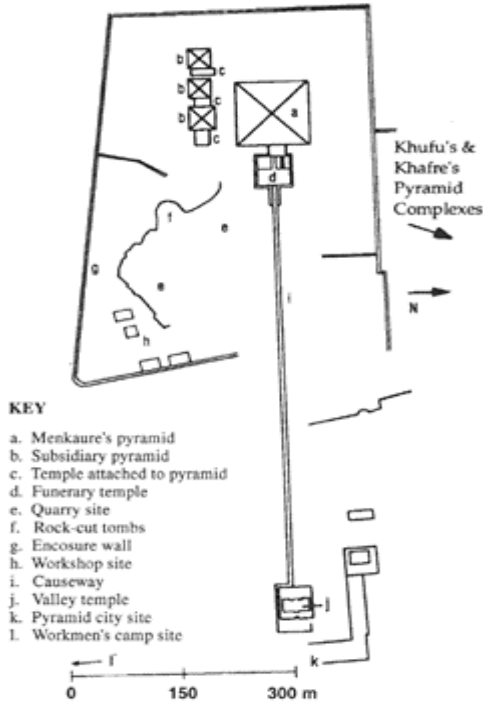 b
c
b
c
b
c
a
d
Khufu's &
Khafre's
Pyramid
Complexes
f
e
g
e
i
N
h
KEY
a. Menkaure's pyramid
b. Subsidiary pyramid
c. Temple attached to pyramid
d. Funerary temple
e. Quarry site
f. Rock-cut tombs
g. Encosure wall
h. Workshop site
i. Causeway
j. Valley temple
k. Pyramid city site
l. Workmen's camp site
j
l
k
0 150 300 m